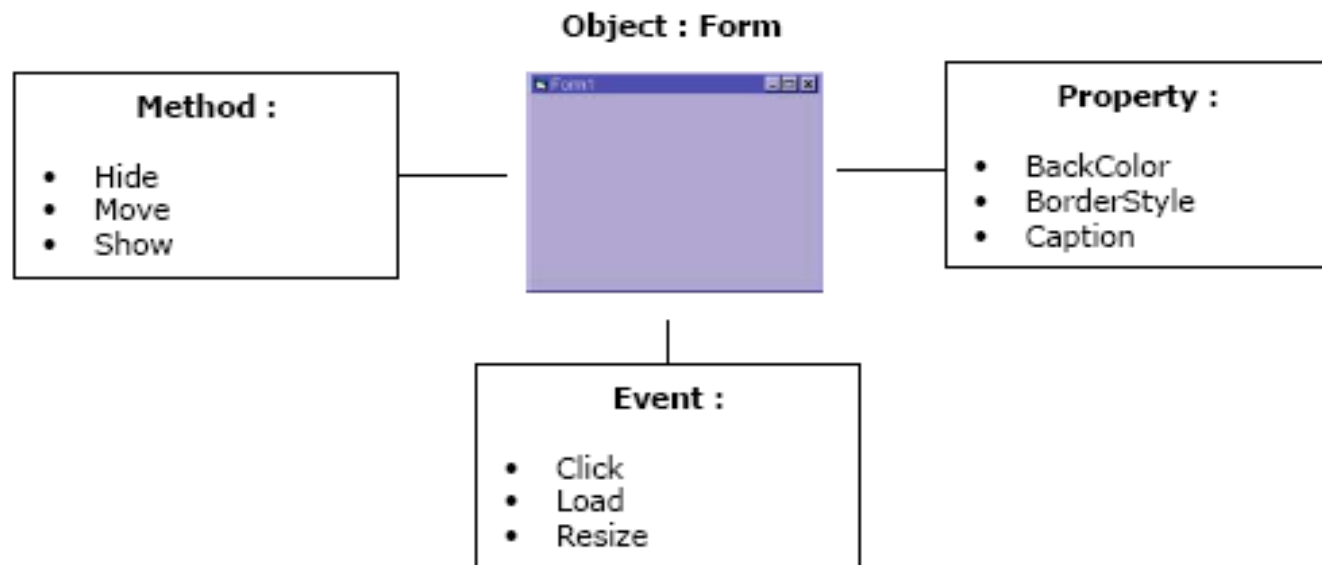 Object : Form
Method :
• Hide
• Move
• Show
Form1
Property :
• BackColor
• BorderStyle
• Caption
Event :
• Click
• Load
• Resize